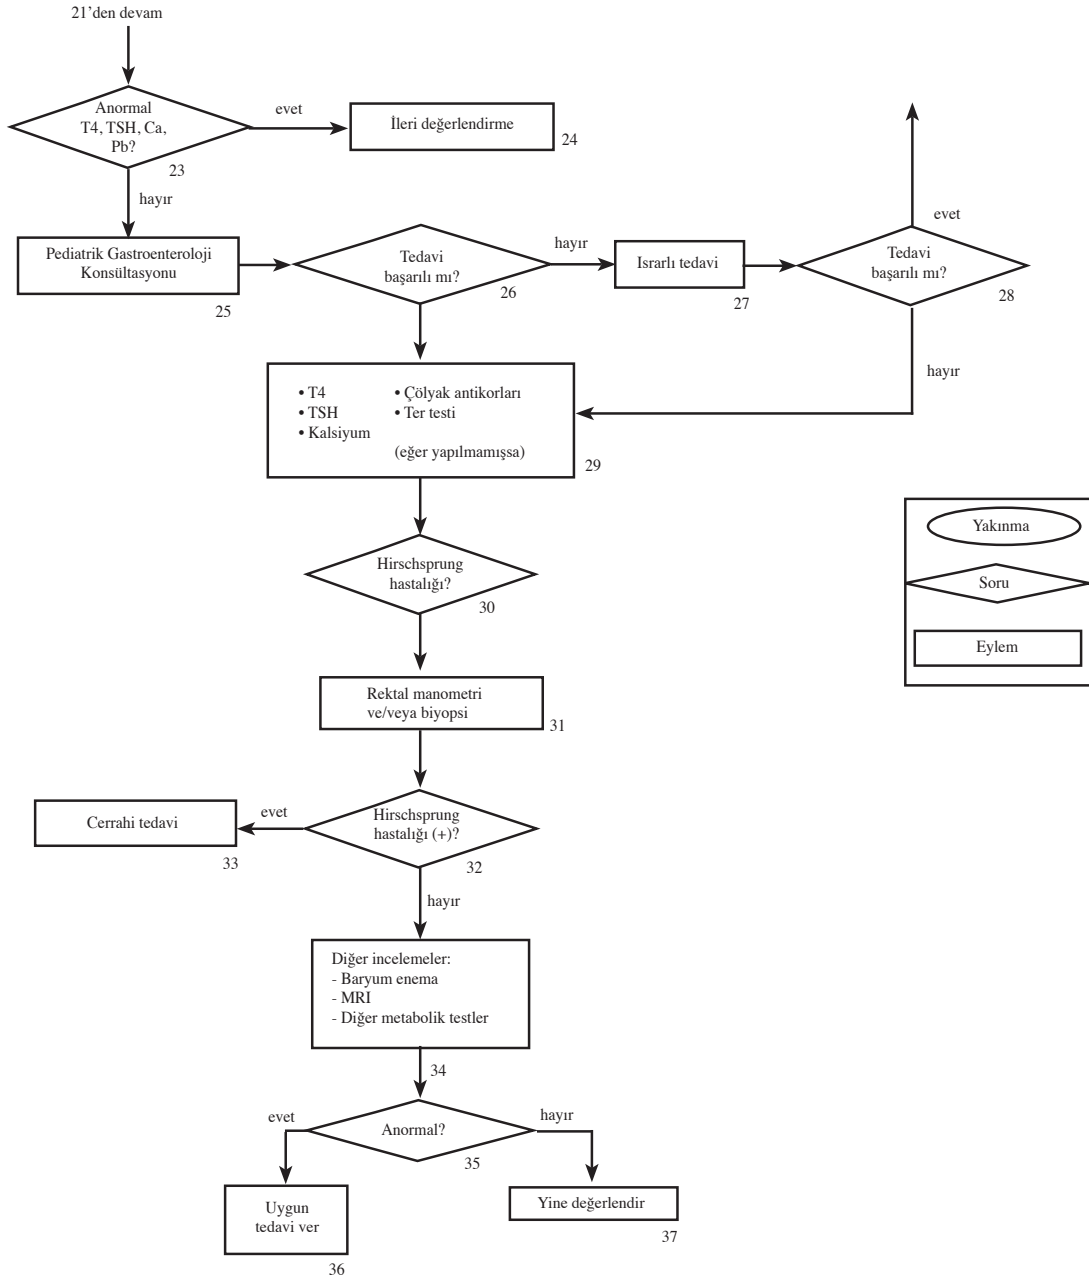 21'den devam
Anormal
T4, TSH, Ca,
Pb?
23
evet
İleri değerlendirme
24
hayır
Pediatrik Gastroenteroloji
Konsültasyonu
25
Tedavi
başarılı mı?
26
hayır
Israrlı tedavi
27
Tedavi
başarılı mı?
28
evet
hayır
• T4
• TSH
• Kalsiyum
• Çölyak antikorları
• Ter testi
(eğer yapılmamışsa)
29
Yakınma
Soru
Eylem
Hirschsprung
hastalığı?
30
Rektal manometri
ve/veya biyopsi
31
Hirschsprung
hastalığı (+)?
32
evet
Cerrahi tedavi
33
hayır
Diğer incelemeler:
- Baryum enema
- MRI
- Diğer metabolik testler
34
Anormal?
35
evet
hayır
Uygun
tedavi ver
36
Yine değerlendir
37